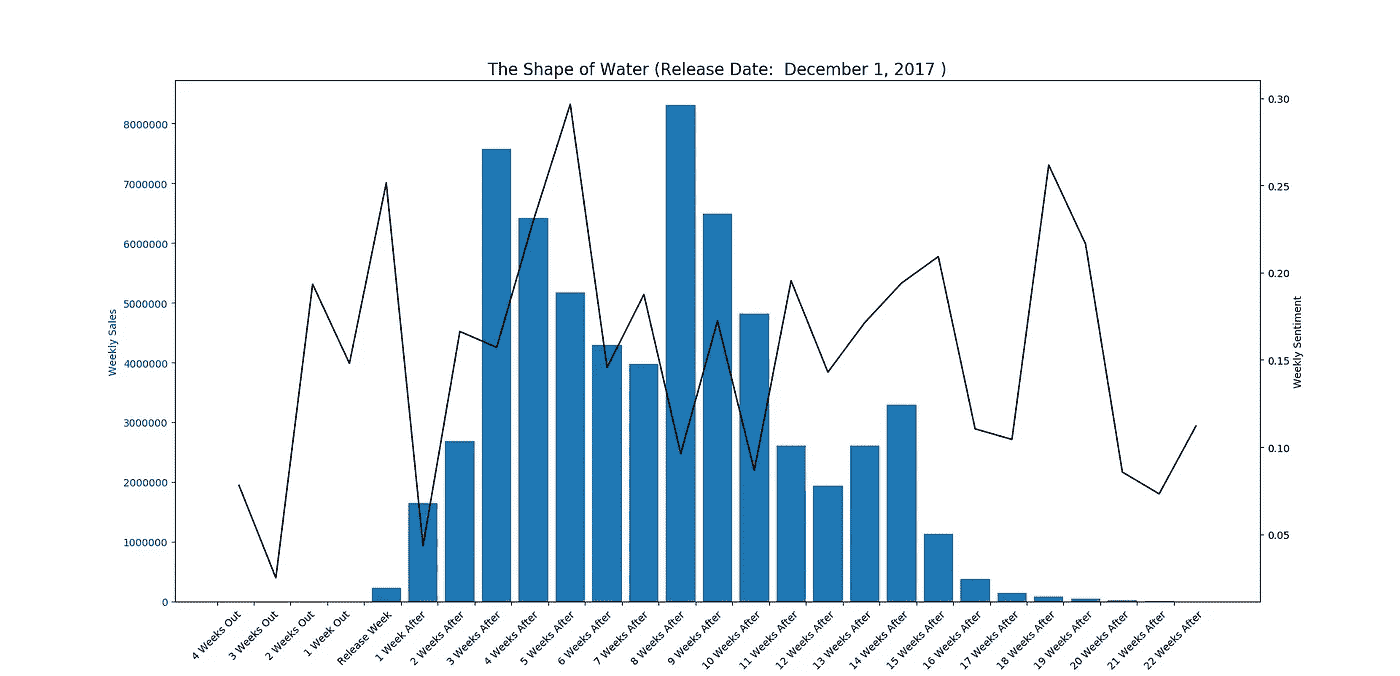 The Shape of Water (Release Date:  December 1, 2017 )
Weekly Sales
8000000
7000000
6000000
5000000
4000000
3000000
2000000
1000000
0
0.30
0.25
0.20
0.15
0.10
0.05
Weekly Sentiment
4 Weeks Out
3 Weeks Out
2 Weeks Out
1 Week Out
Release Week
1 Week After
2 Weeks After
3 Weeks After
4 Weeks After
5 Weeks After
6 Weeks After
7 Weeks After
8 Weeks After
9 Weeks After
10 Weeks After
11 Weeks After
12 Weeks After
13 Weeks After
14 Weeks After
15 Weeks After
16 Weeks After
17 Weeks After
18 Weeks After
19 Weeks After
20 Weeks After
21 Weeks After
22 Weeks After